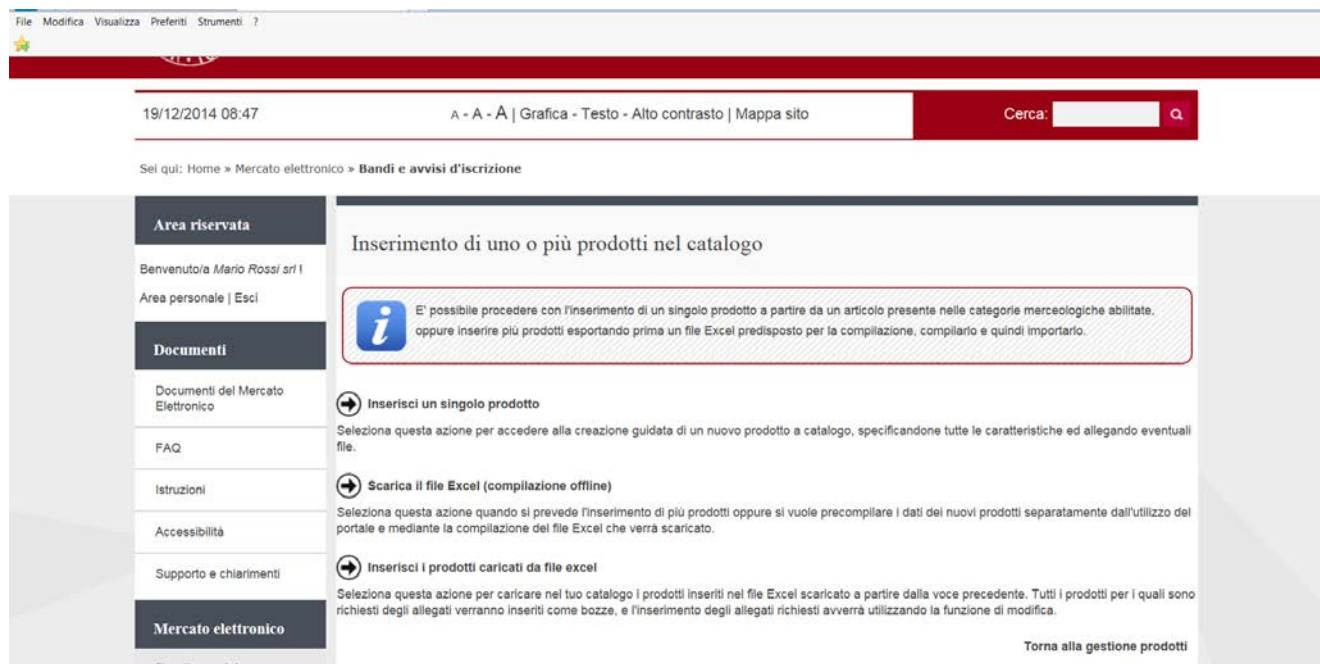 File Modifica Visualizza Preferiti Strumenti ?
19/12/2014 08:47
A - A - A | Grafica - Testo - Alto contrasto | Mappa sito
Cerca:
Sei qui: Home » Mercato elettronico » Bandi e avvisi d'iscrizione
Area riservata
Benvenuto/a Mario Rossi srl !
Area personale | Esci
Documenti
Documenti del Mercato
Elettronico
FAQ
Istruzioni
Accessibilità
Supporto e chiarimenti
Mercato elettronico
Inserimento di uno o più prodotti nel catalogo
i
E' possibile procedere con l'inserimento di un singolo prodotto a partire da un articolo presente nelle categorie merceologiche abilitate,
oppure inserire più prodotti esportando prima un file Excel predisposto per la compilazione, compilarlo e quindi importarlo.
Inserisci un singolo prodotto
Seleziona questa azione per accedere alla creazione guidata di un nuovo prodotto a catalogo, specificandone tutte le caratteristiche ed allegando eventuali
file.
Scarica il file Excel (compilazione offline)
Seleziona questa azione quando si prevede l'inserimento di più prodotti oppure si vuole precompilare i dati dei nuovi prodotti separatamente dall'utilizzo del
portale e mediante la compilazione del file Excel che verrà scaricato.
Inserisci i prodotti caricati da file excel
Seleziona questa azione per caricare nel tuo catalogo i prodotti inseriti nel file Excel scaricato a partire dalla voce precedente. Tutti i prodotti per i quali sono
richiesti degli allegati verranno inseriti come bozze, e l'inserimento degli allegati richiesti avverrà utilizzando la funzione di modifica.
Torna alla gestione prodotti